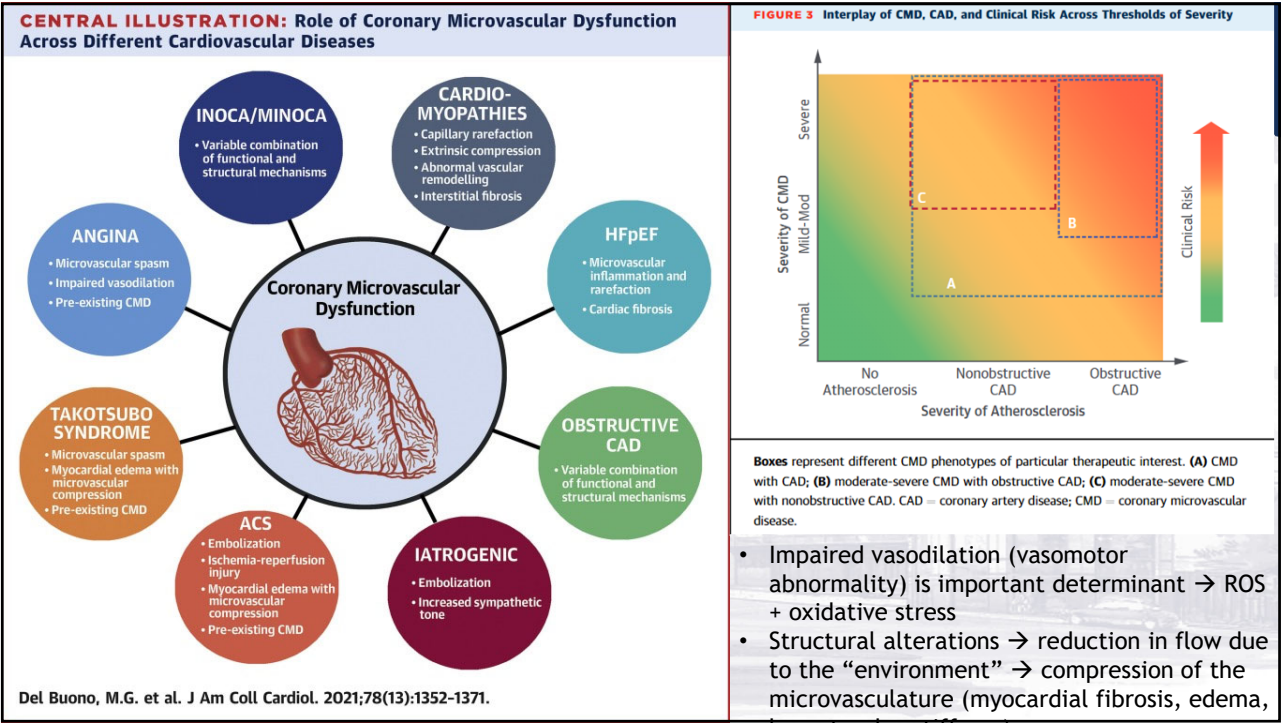 CENTRAL ILLUSTRATION: Role of Coronary Microvascular Dysfunction
Across Different Cardiovascular Diseases
INOCA/MINOCA
• Variable combination
of functional and
structural mechanisms
CARDIO-
MYOPATHIES
• Capillary rarefaction
• Extrinsic compression
• Abnormal vascular
remodelling
• Interstitial fibrosis
ANGINA
• Microvascular spasm
• Impaired vasodilation
• Pre-existing CMD
HFpEF
• Microvascular
inflammation and
rarefaction
• Cardiac fibrosis
Coronary Microvascular
Dysfunction
TAKOTSUBO
SYNDROME
• Microvascular spasm
• Myocardial edema with
microvascular
compression
• Pre-existing CMD
OBSTRUCTIVE
CAD
• Variable combination
of functional and
structural mechanisms
ACS
• Embolization
• Ischemia-reperfusion
injury
• Myocardial edema with
microvascular
compression
• Pre-existing CMD
IATROGENIC
• Embolization
• Increased sympathetic
tone
Del Buono, M.G. et al. J Am Coll Cardiol. 2021;78(13):1352–1371.
FIGURE 3 Interplay of CMD, CAD, and Clinical Risk Across Thresholds of Severity
Severity of CMD
Severe
Mild-Mod
Normal
C
B
A
Clinical Risk
No
Atherosclerosis
Nonobstructive
CAD
Obstructive
CAD
Severity of Atherosclerosis
Boxes represent different CMD phenotypes of particular therapeutic interest. (A) CMD
with CAD; (B) moderate-severe CMD with obstructive CAD; (C) moderate-severe CMD
with nonobstructive CAD. CAD = coronary artery disease; CMD = coronary microvascular
disease.
• Impaired vasodilation (vasomotor
abnormality) is important determinant → ROS
+ oxidative stress
• Structural alterations → reduction in flow due
to the “environment” → compression of the
microvasculature (myocardial fibrosis, edema,